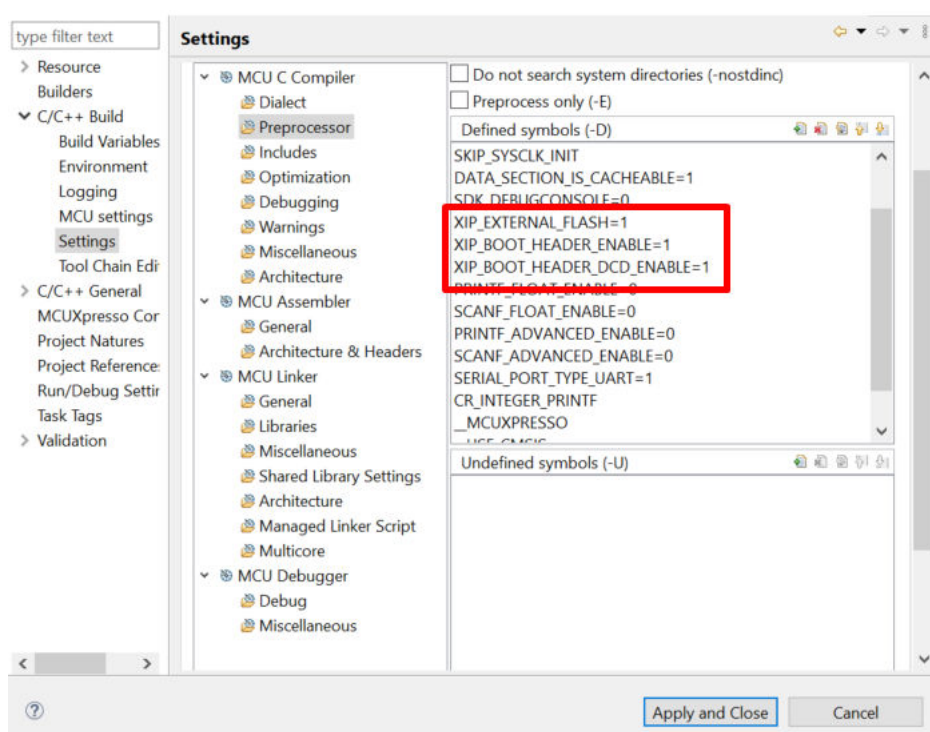 type filter text
Settings
Resource
Builders
C/C++ Build
Build Variables
Environment
Logging
MCU settings
Settings
Tool Chain Edi
C/C++ General
MCUXpresso Cor
Project Natures
Project Reference
Run/Debug Settir
Task Tags
Validation
MCU C Compiler
Dialect
Preprocessor
Includes
Optimization
Debugging
Warnings
Miscellaneous
Architecture
MCU Assembler
General
Architecture & Headers
MCU Linker
General
Libraries
Miscellaneous
Shared Library Settings
Architecture
Managed Linker Script
Multicore
MCU Debugger
Debug
Miscellaneous
Do not search system directories (-nostdinc)
Preprocess only (-E)
Defined symbols (-D)
SKIP_SYSCLK_INIT
DATA_SECTION_IS_CACHEABLE=1
SDK_DEBUGCONSOLE=0
XIP_EXTERNAL_FLASH=1
XIP_BOOT_HEADER_ENABLE=1
XIP_BOOT_HEADER_DCD_ENABLE=1
PRINTF_FLOAT_ENABLE=0
SCANF_FLOAT_ENABLE=0
PRINTF_ADVANCED_ENABLE=0
SCANF_ADVANCED_ENABLE=0
SERIAL_PORT_TYPE_UART=1
CR_INTEGER_PRINTF
__MCUXPRESSO
__USE_CMSIS
Undefined symbols (-U)
Apply and Close
Cancel